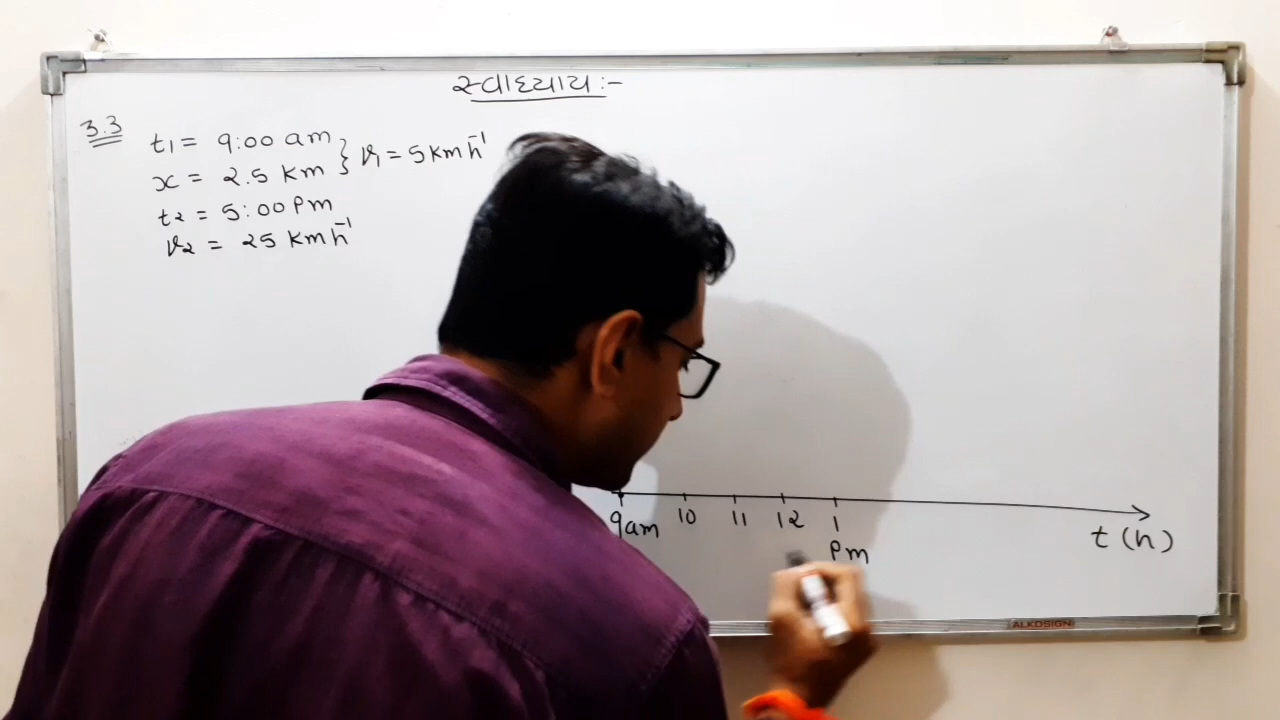 સ્વાધ્યાય :-
3.3
t₁ = 9:00 am
x = 2.5 km } v₁ = 5 km h⁻¹
t₂ = 5:00 Pm
v₂ = 25 km h⁻¹
9am 10 11 12 1
Pm
t (h)
ALKOSIGN